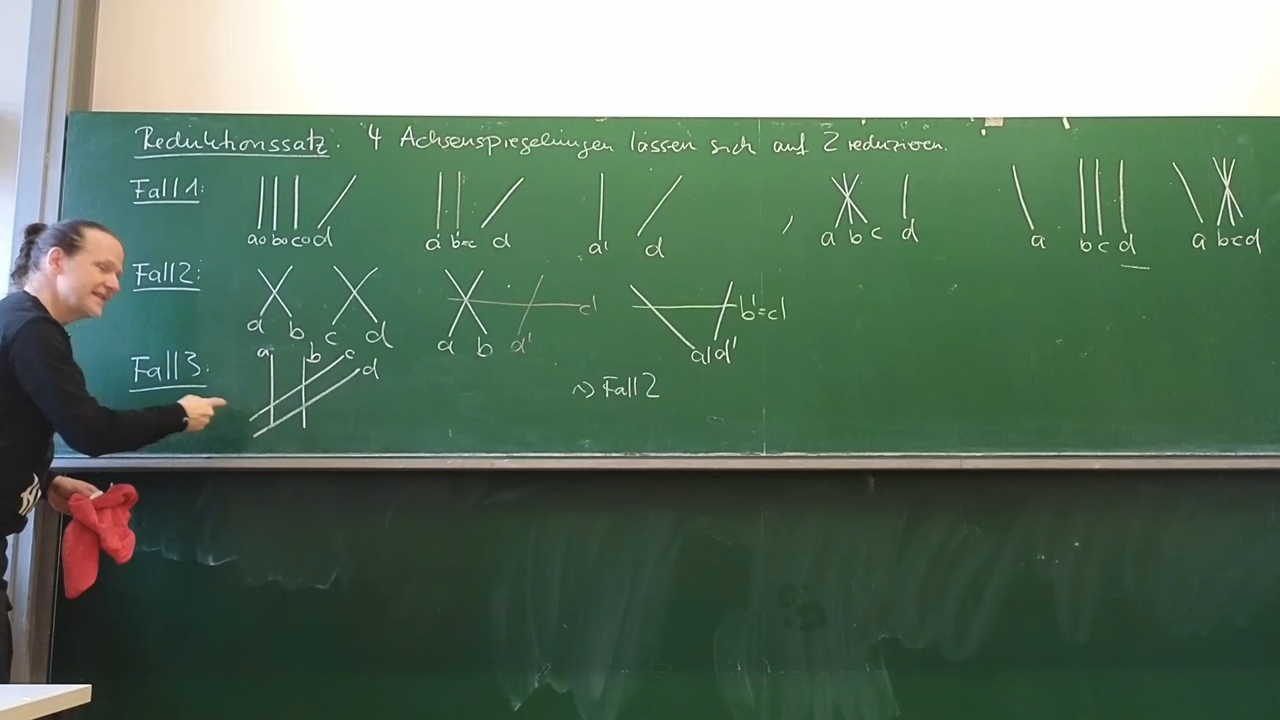 Reduktionssatz: 4 Achsenspiegelungen lassen sich auf 2 reduzieren.
Fall 1:
a b c d
a' b'=c d
a' d
,
a b c d
a b c d
a b c d
Fall 2:
a b c d
a b d' c'
a' d' b'=c'
Fall 3:
a b c d
⤳ Fall 2